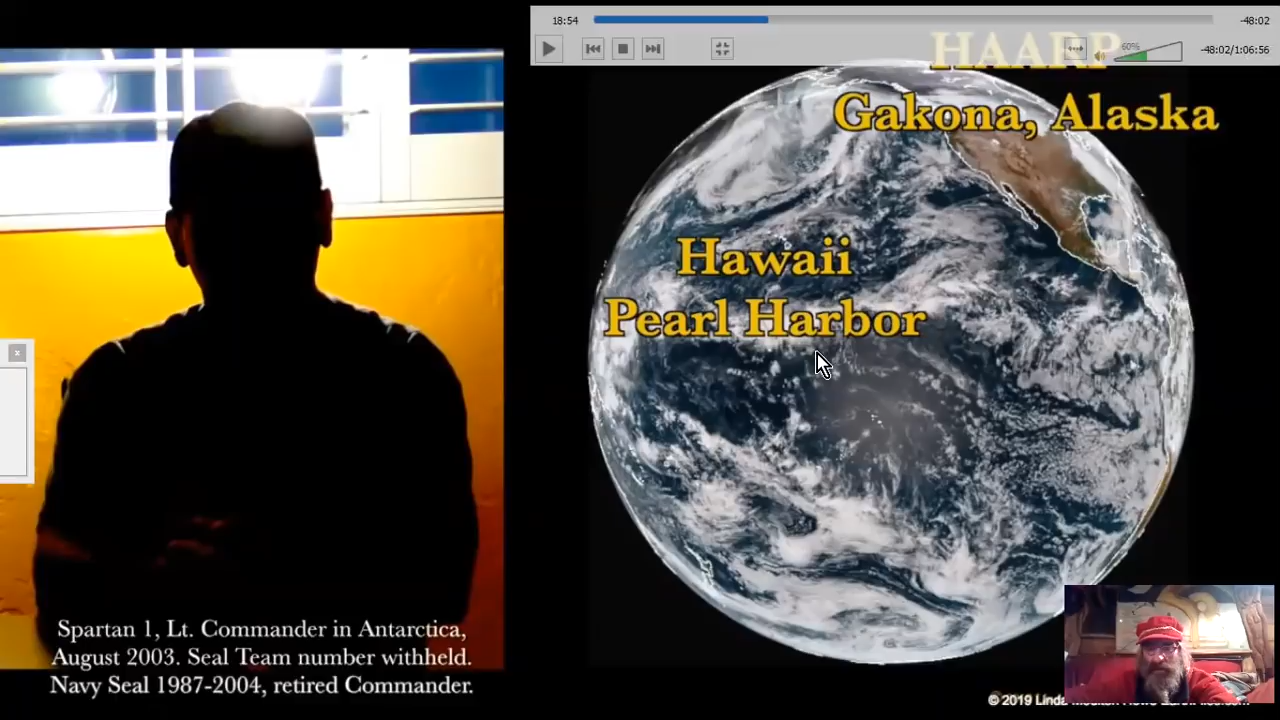 18:54
-48:02
60%
-48:02/1:06:56
HAARP
Gakona, Alaska
Hawaii
Pearl Harbor
Spartan 1, Lt. Commander in Antarctica,
August 2003. Seal Team number withheld.
Navy Seal 1987-2004, retired Commander.
© 2019 Linda